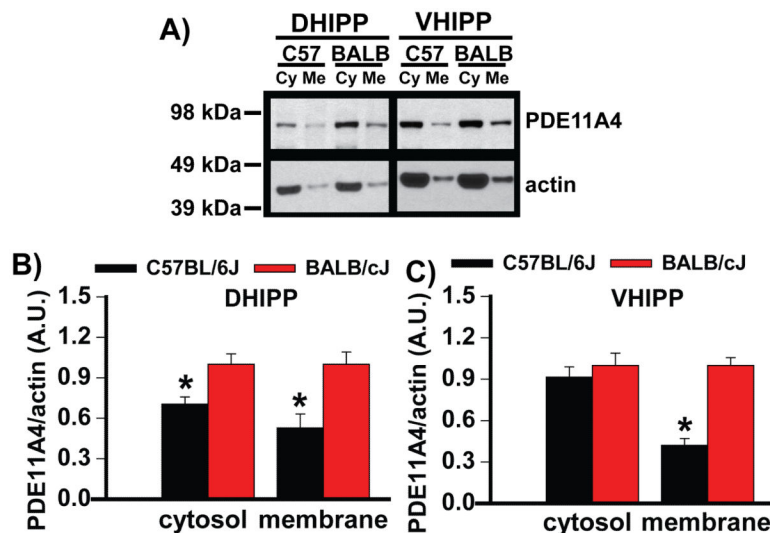 A)
DHIPP VHIPP
C57 BALB C57 BALB
Cy Me Cy Me Cy Me Cy Me
98 kDa
PDE11A4
49 kDa
actin
39 kDa
B)
C57BL/6J BALB/cJ
DHIPP
PDE11A4/actin (A.U.)
1.5
1.2
0.9
0.6
0.3
0.0
* *
cytosol membrane
C)
C57BL/6J BALB/cJ
VHIPP
PDE11A4/actin (A.U.)
1.5
1.2
0.9
0.6
0.3
0.0
*
cytosol membrane